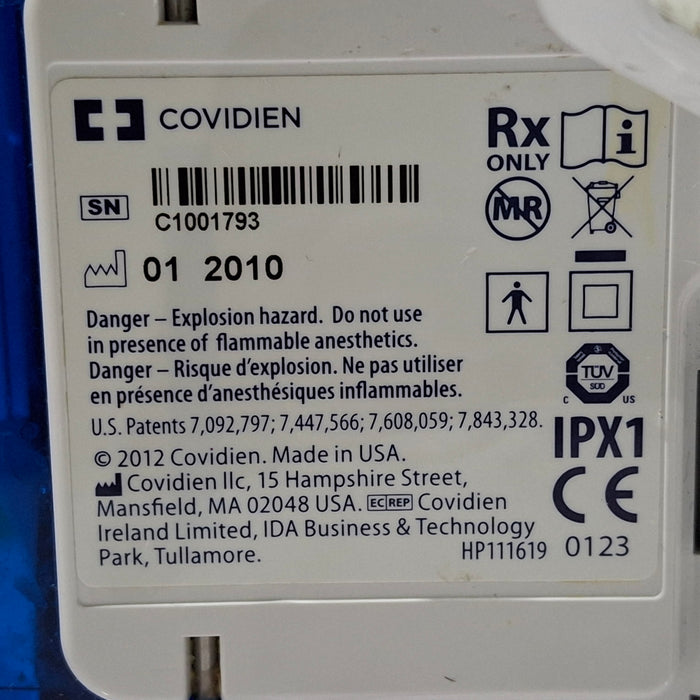 COVIDIEN
Rx
ONLY
SN
C1001793
MR
01 2010
Danger – Explosion hazard. Do not use
in presence of flammable anesthetics.
Danger – Risque d'explosion. Ne pas utiliser
en présence d'anesthésiques inflammables.
TÜV
SÜD
C US
U.S. Patents 7,092,797; 7,447,566; 7,608,059; 7,843,328.
IPX1
© 2012 Covidien. Made in USA.
Covidien llc, 15 Hampshire Street,
Mansfield, MA 02048 USA. EC REP Covidien
Ireland Limited, IDA Business & Technology
Park, Tullamore.
HP111619
CE
0123